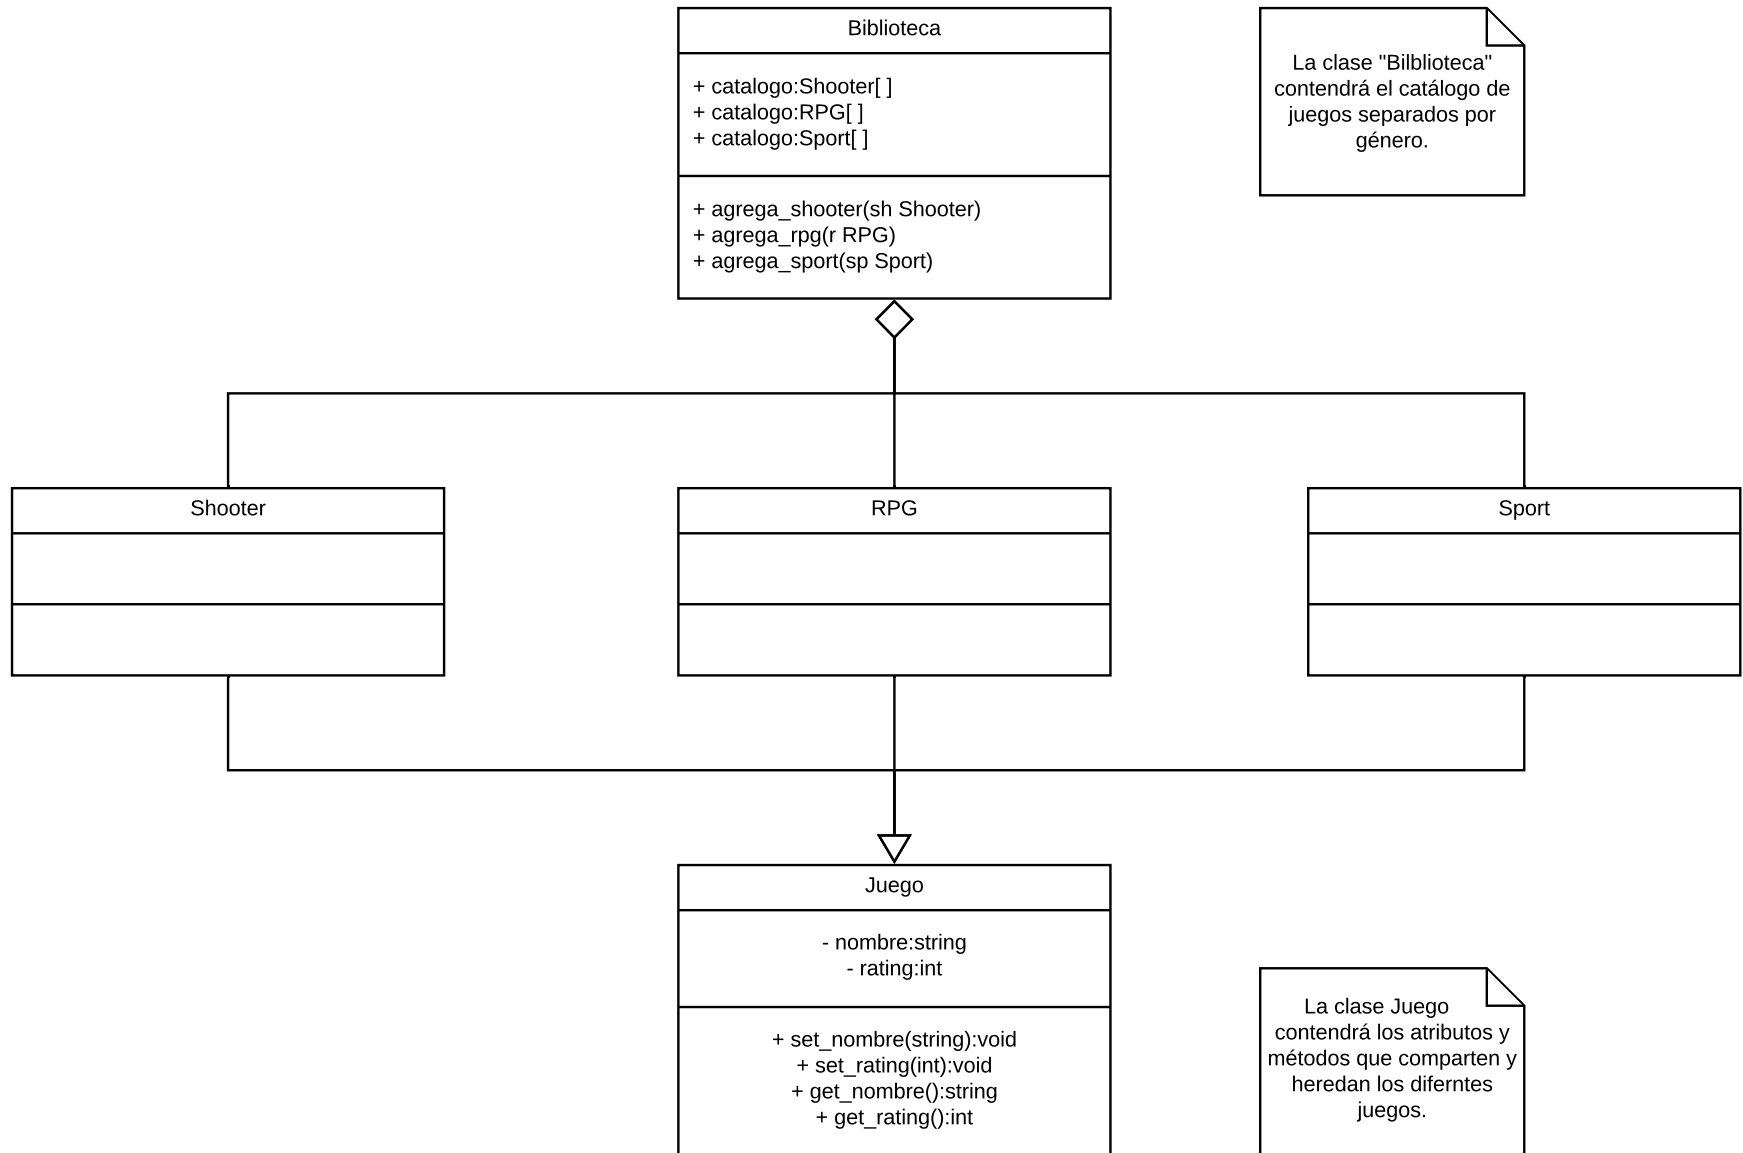 Biblioteca
+ catalogo:Shooter[ ]
+ catalogo:RPG[ ]
+ catalogo:Sport[ ]
+ agrega_shooter(sh Shooter)
+ agrega_rpg(r RPG)
+ agrega_sport(sp Sport)
La clase "Bilblioteca"
contendrá el catálogo de
juegos separados por
género.
Shooter
RPG
Sport
Juego
- nombre:string
- rating:int
+ set_nombre(string):void
+ set_rating(int):void
+ get_nombre():string
+ get_rating():int
La clase Juego
contendrá los atributos y
métodos que comparten y
heredan los diferntes
juegos.